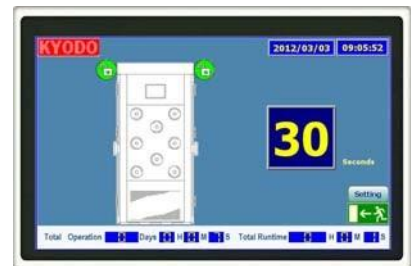 KYODO
2012/03/03 09:05:52
30
Seconds
Setting
Total Operation Days H M S Total Runtime H M S